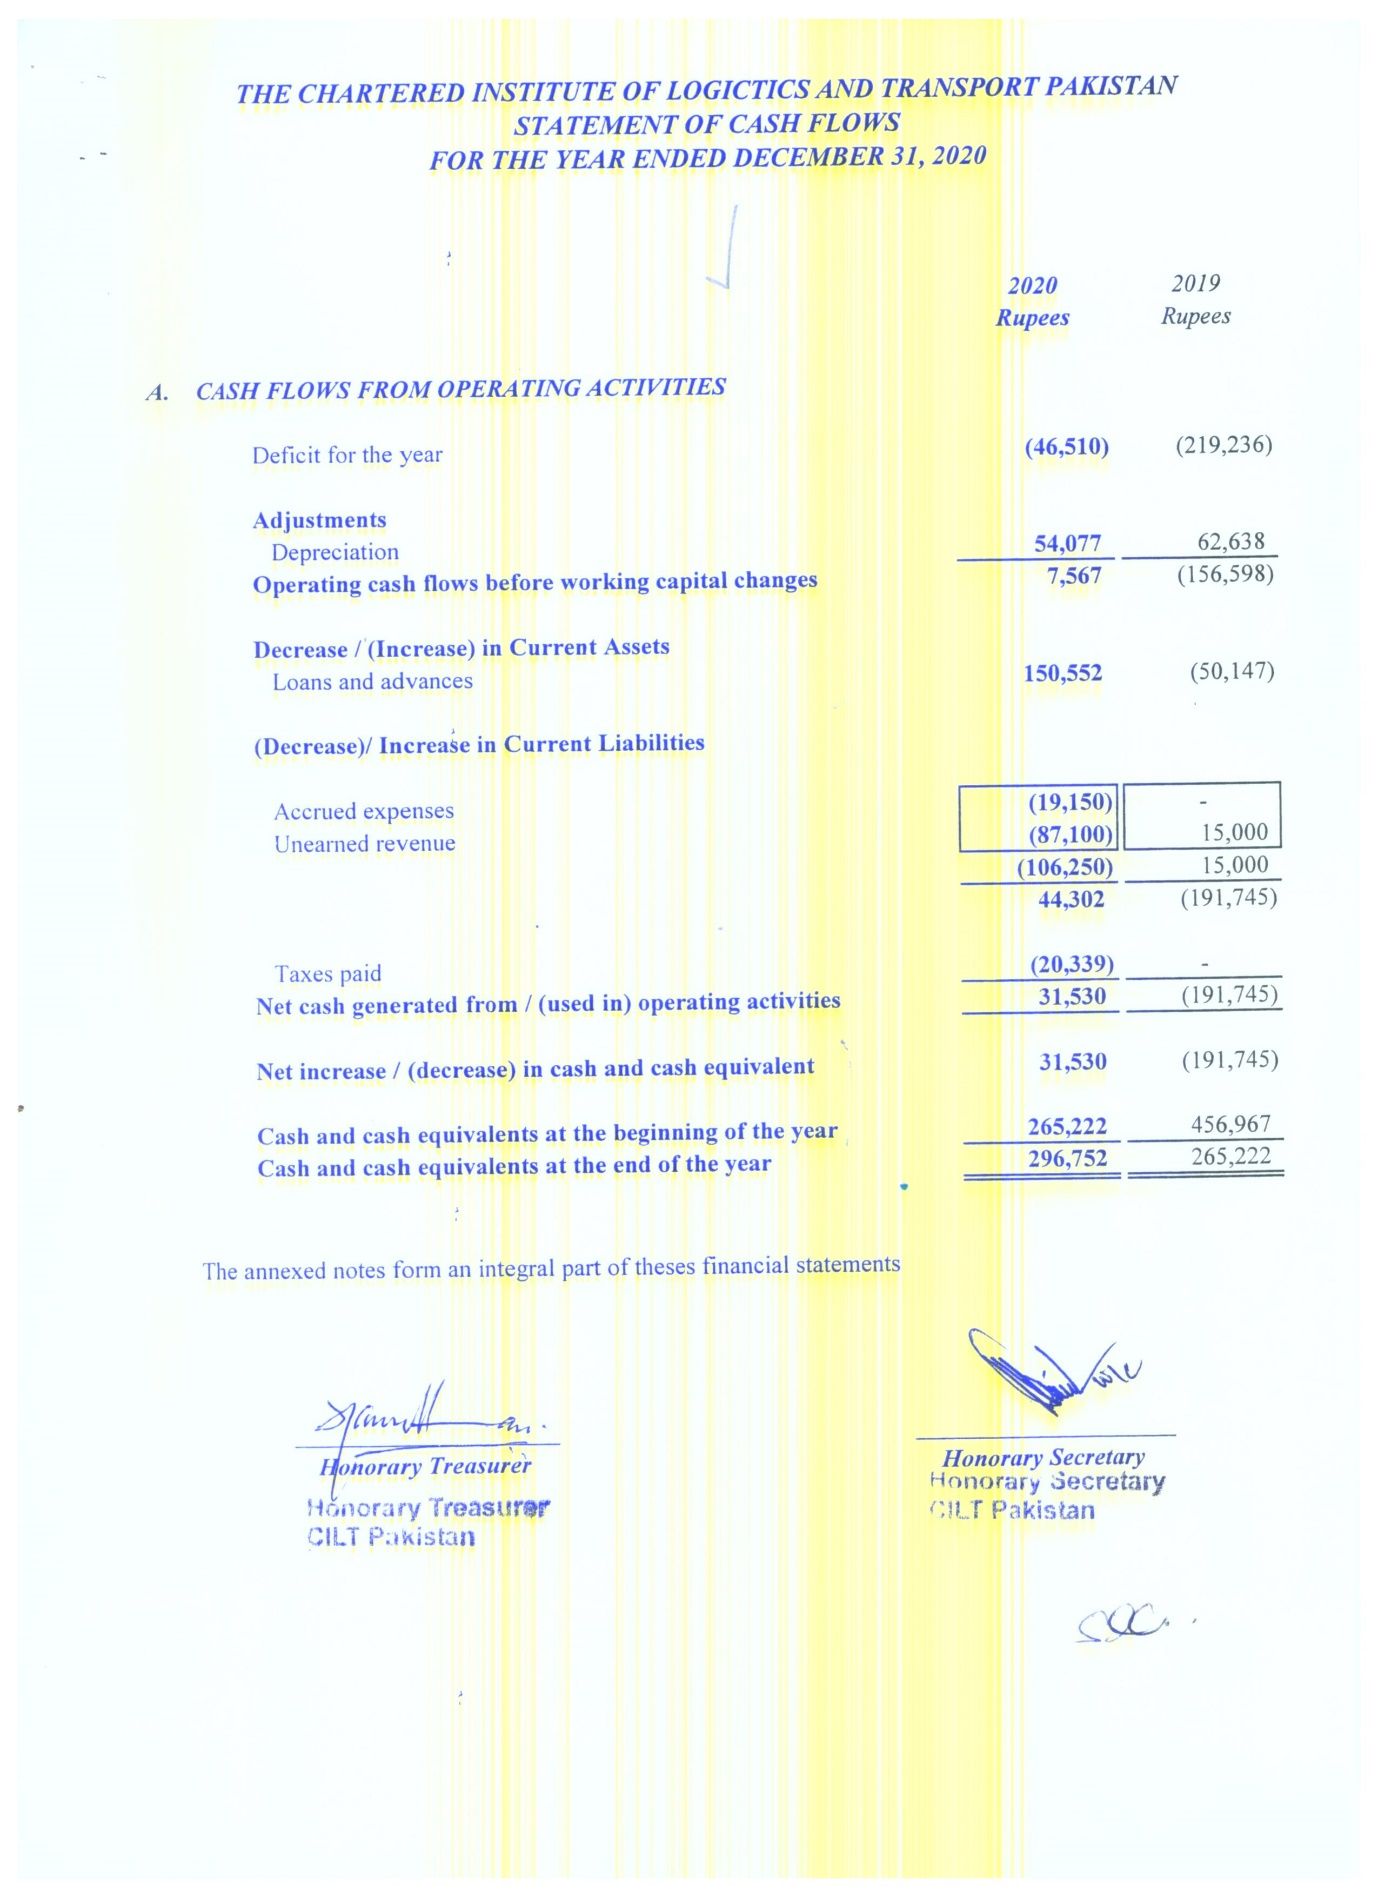 THE CHARTERED INSTITUTE OF LOGICTICS AND TRANSPORT PAKISTAN
STATEMENT OF CASH FLOWS
FOR THE YEAR ENDED DECEMBER 31, 2020
2020 2019
Rupees Rupees
A. CASH FLOWS FROM OPERATING ACTIVITIES
Deficit for the year (46,510) (219,236)
Adjustments
Depreciation 54,077 62,638
Operating cash flows before working capital changes 7,567 (156,598)
Decrease / (Increase) in Current Assets
Loans and advances 150,552 (50,147)
(Decrease)/ Increase in Current Liabilities
Accrued expenses (19,150) -
Unearned revenue (87,100) 15,000
(106,250) 15,000
44,302 (191,745)
Taxes paid (20,339) -
Net cash generated from / (used in) operating activities 31,530 (191,745)
Net increase / (decrease) in cash and cash equivalent 31,530 (191,745)
Cash and cash equivalents at the beginning of the year 265,222 456,967
Cash and cash equivalents at the end of the year 296,752 265,222
The annexed notes form an integral part of theses financial statements
Honorary Treasurer Honorary Secretary
Honorary Treasurer Honorary Secretary
CILT Pakistan CILT Pakistan